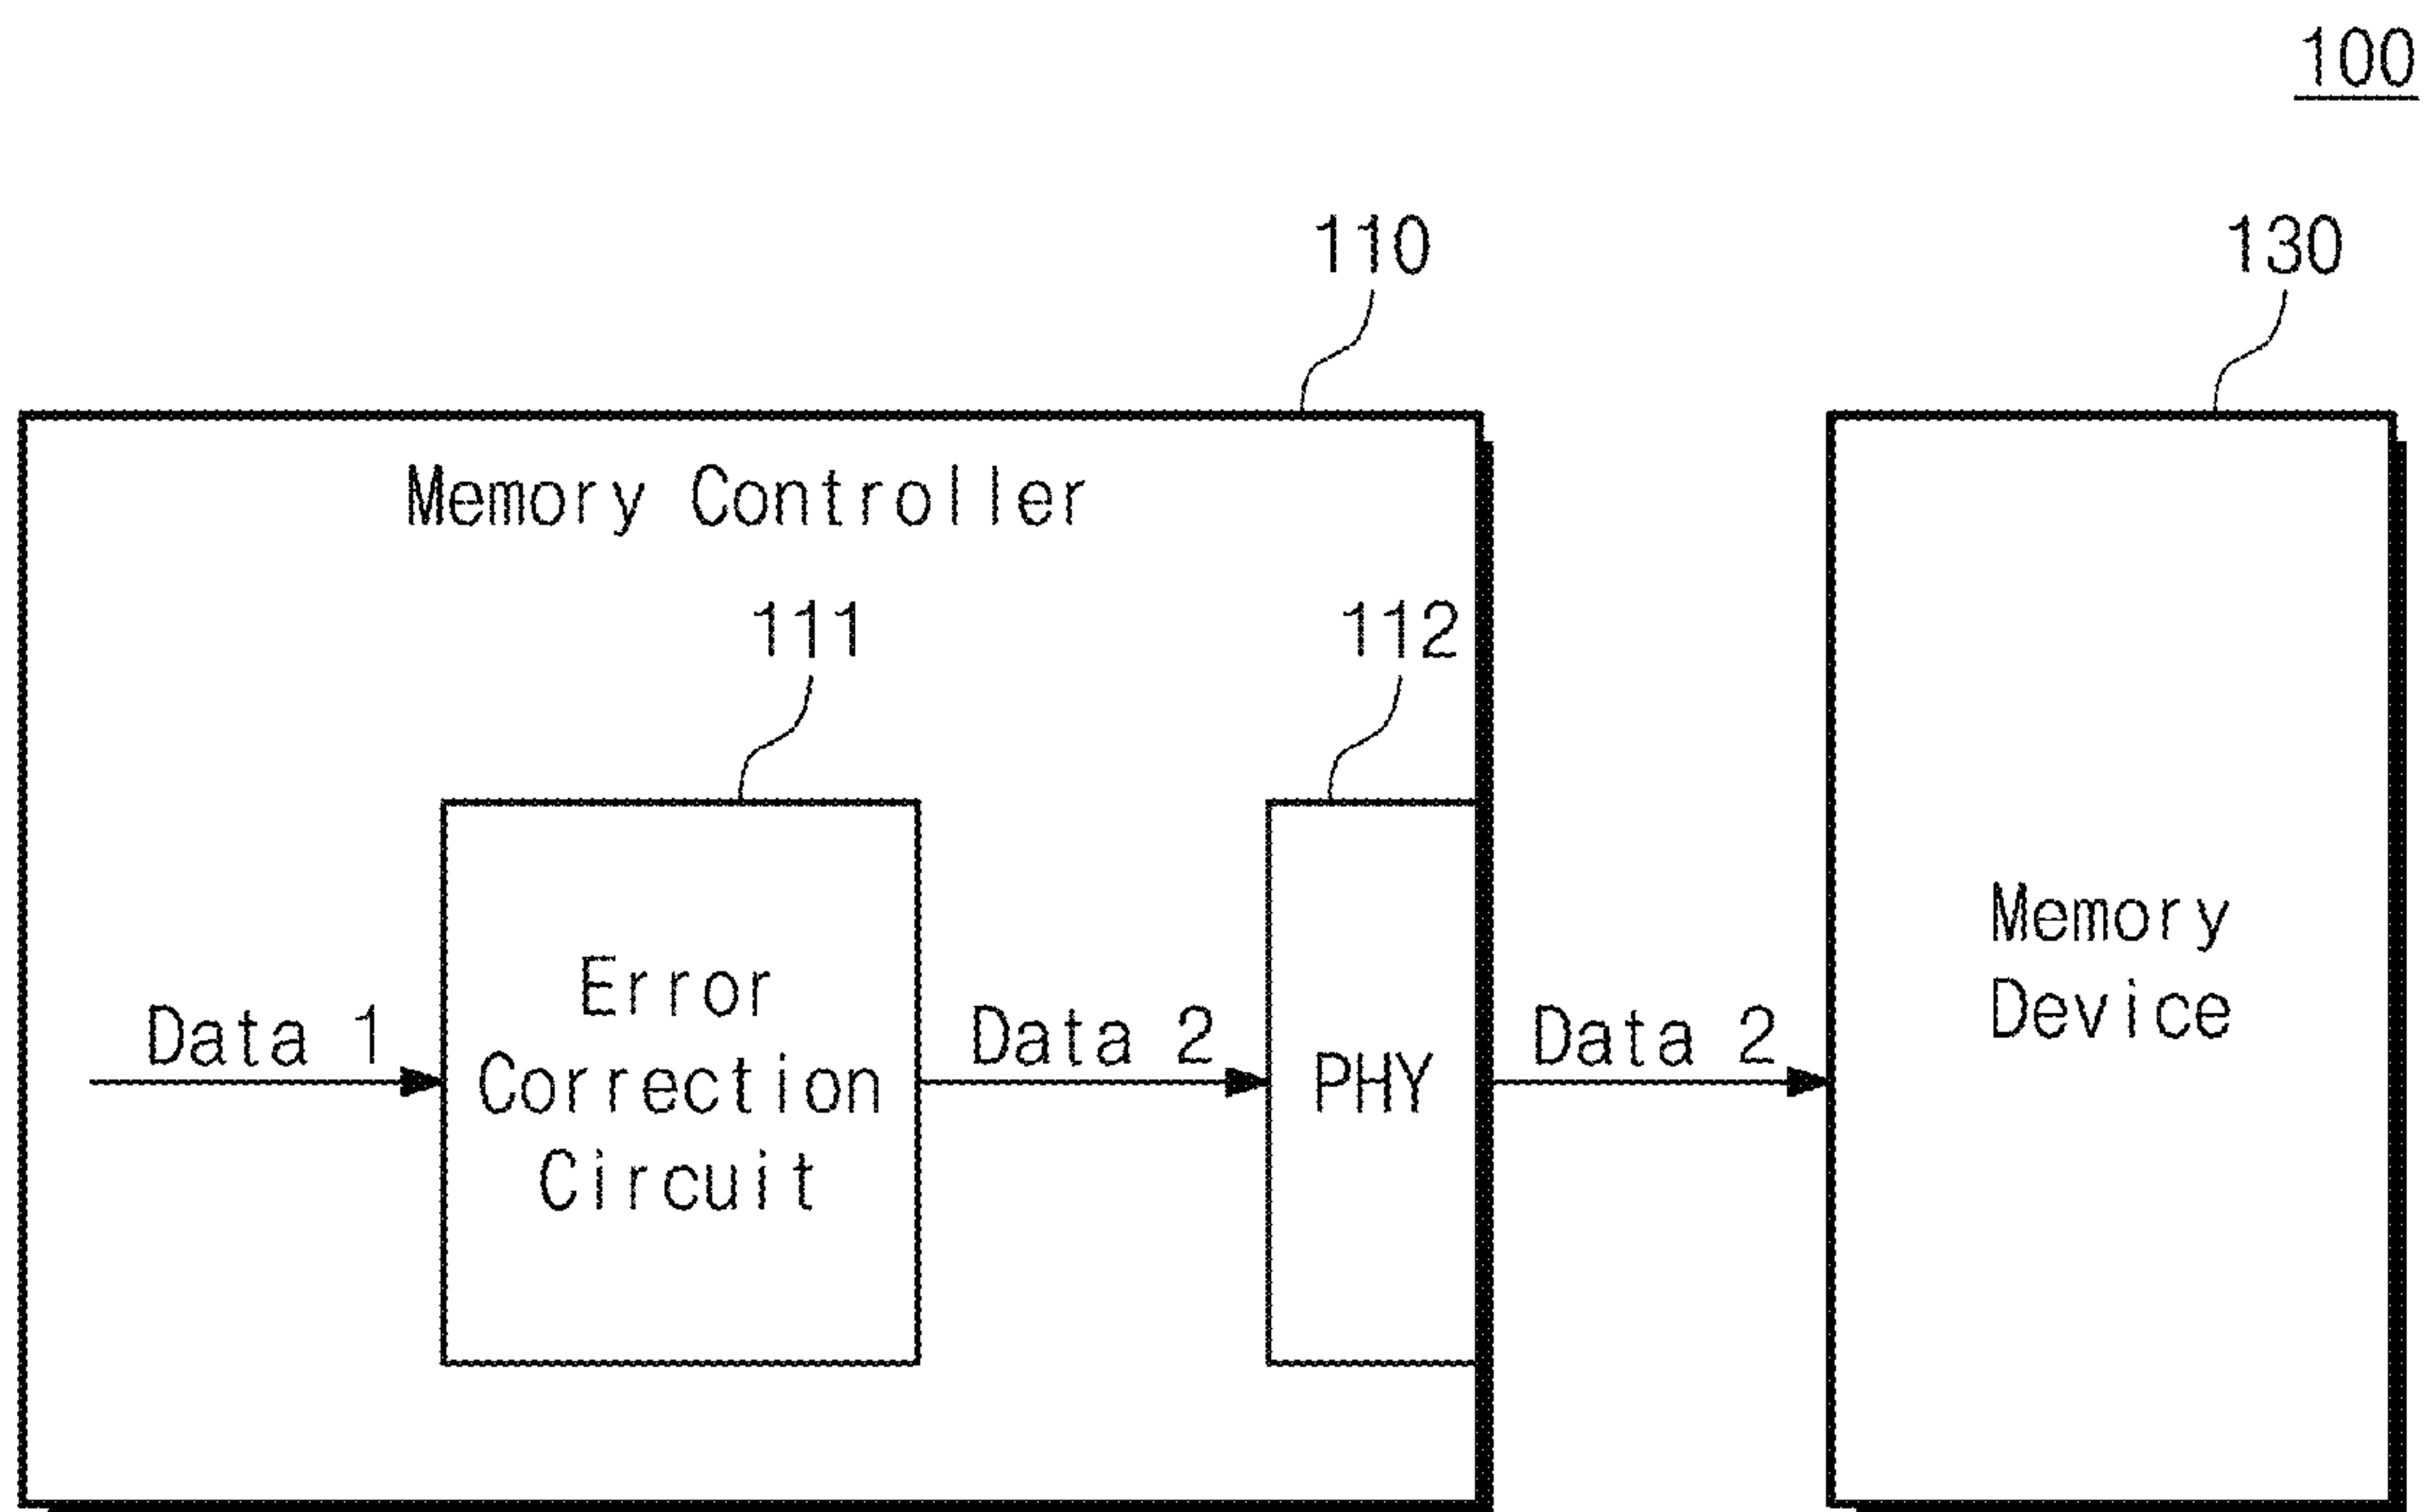 100
110
130
Memory Controller
111
112
Error
Correction
Circuit
Data 1
Data 2
PHY
Data 2
Memory
Device